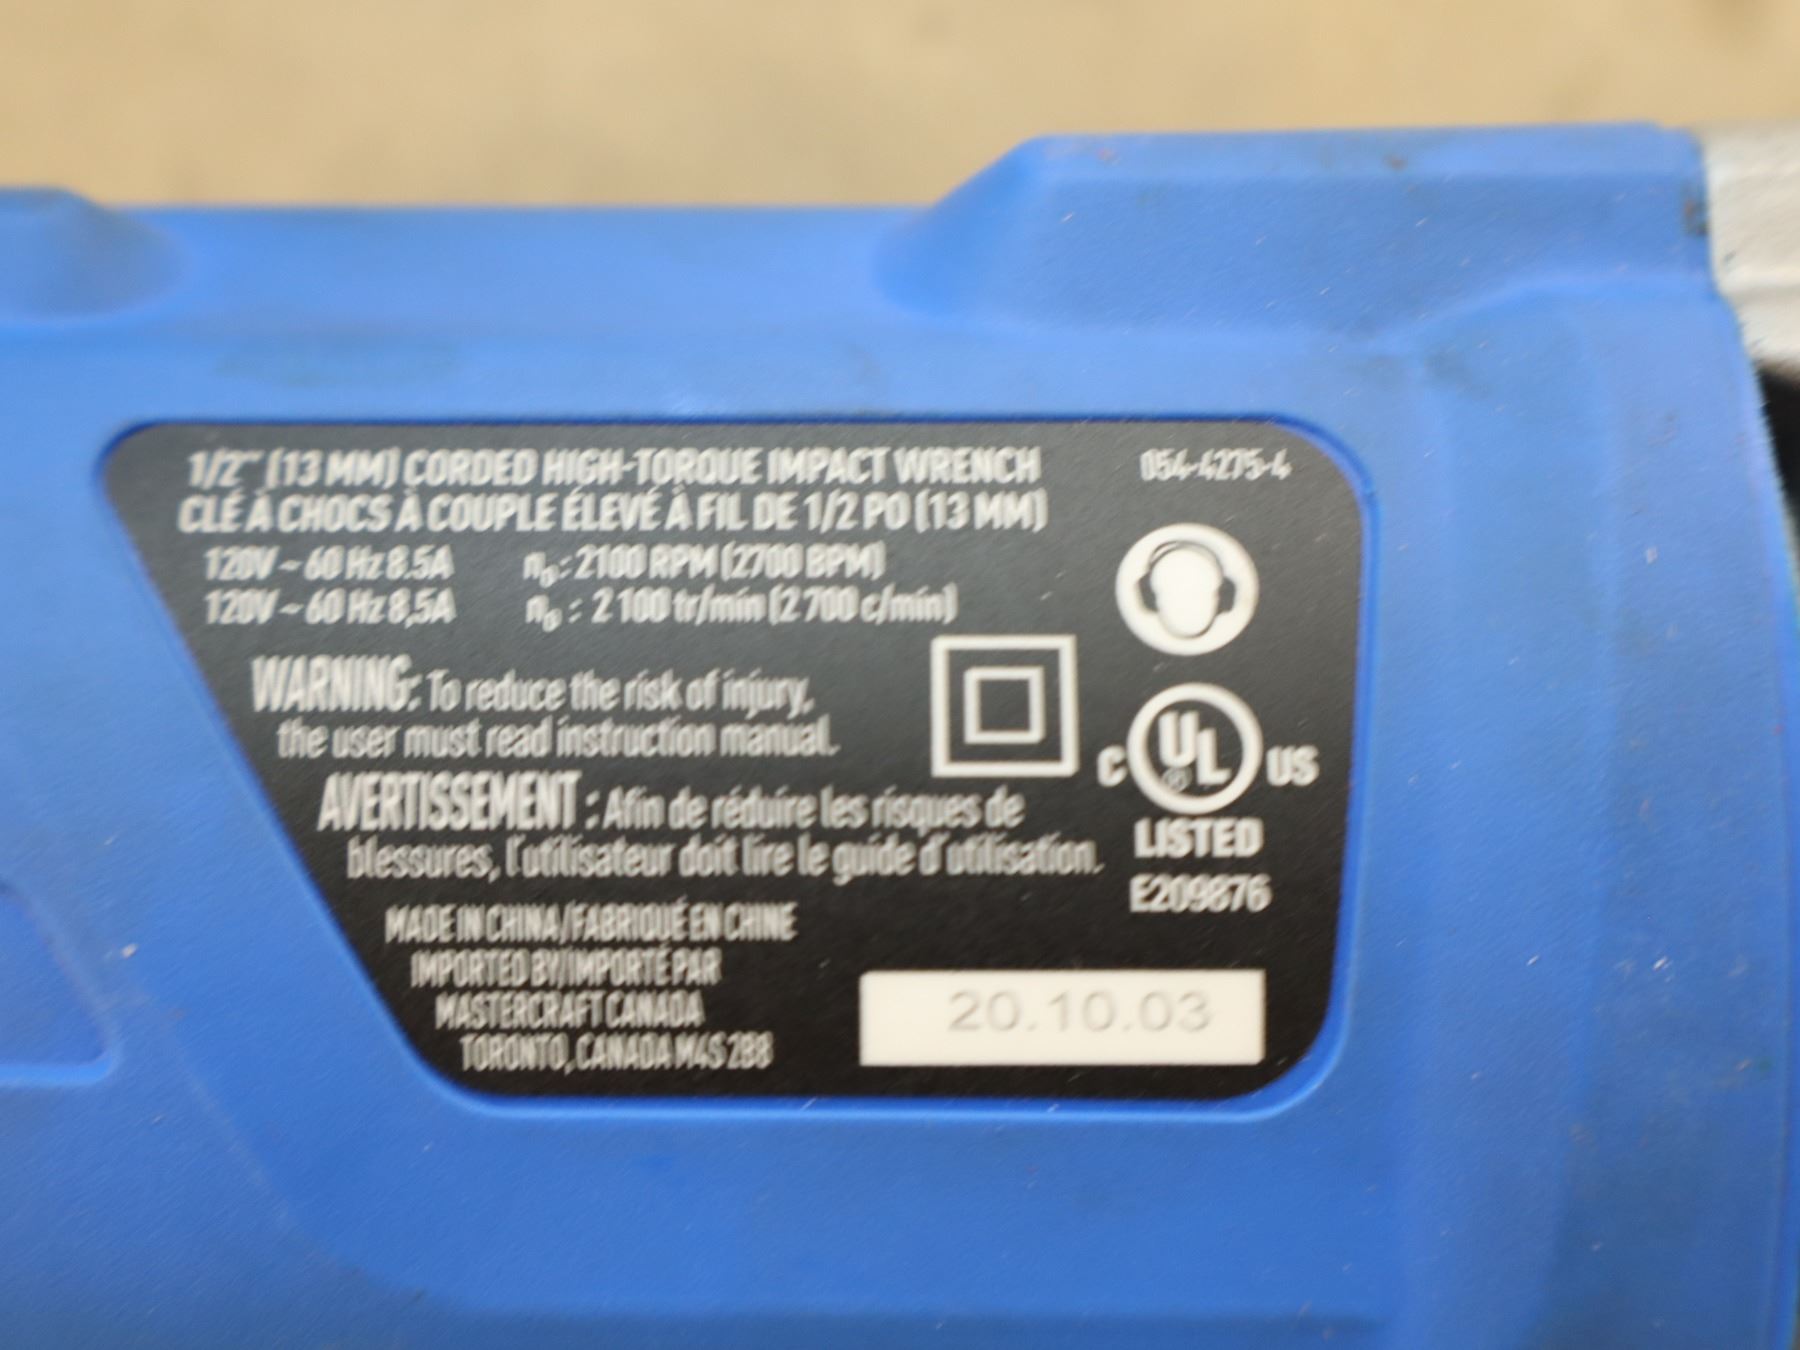 1/2" (13 MM) CORDED HIGH-TORQUE IMPACT WRENCH
054-4275-4
CLÉ À CHOCS À COUPLE ÉLEVÉ À FIL DE 1/2 PO (13 MM)
120V ~ 60 Hz 8.5A n₀ : 2100 RPM (2700 BPM)
120V ~ 60 Hz 8,5A n₀ : 2 100 tr/min (2 700 c/min)
WARNING: To reduce the risk of injury,
the user must read instruction manual.
AVERTISSEMENT : Afin de réduire les risques de
blessures, l'utilisateur doit lire le guide d'utilisation.
C UL ® US
LISTED
E209876
MADE IN CHINA/FABRIQUÉ EN CHINE
IMPORTED BY/IMPORTÉ PAR
MASTERCRAFT CANADA
TORONTO, CANADA M4S 2B8
20.10.03